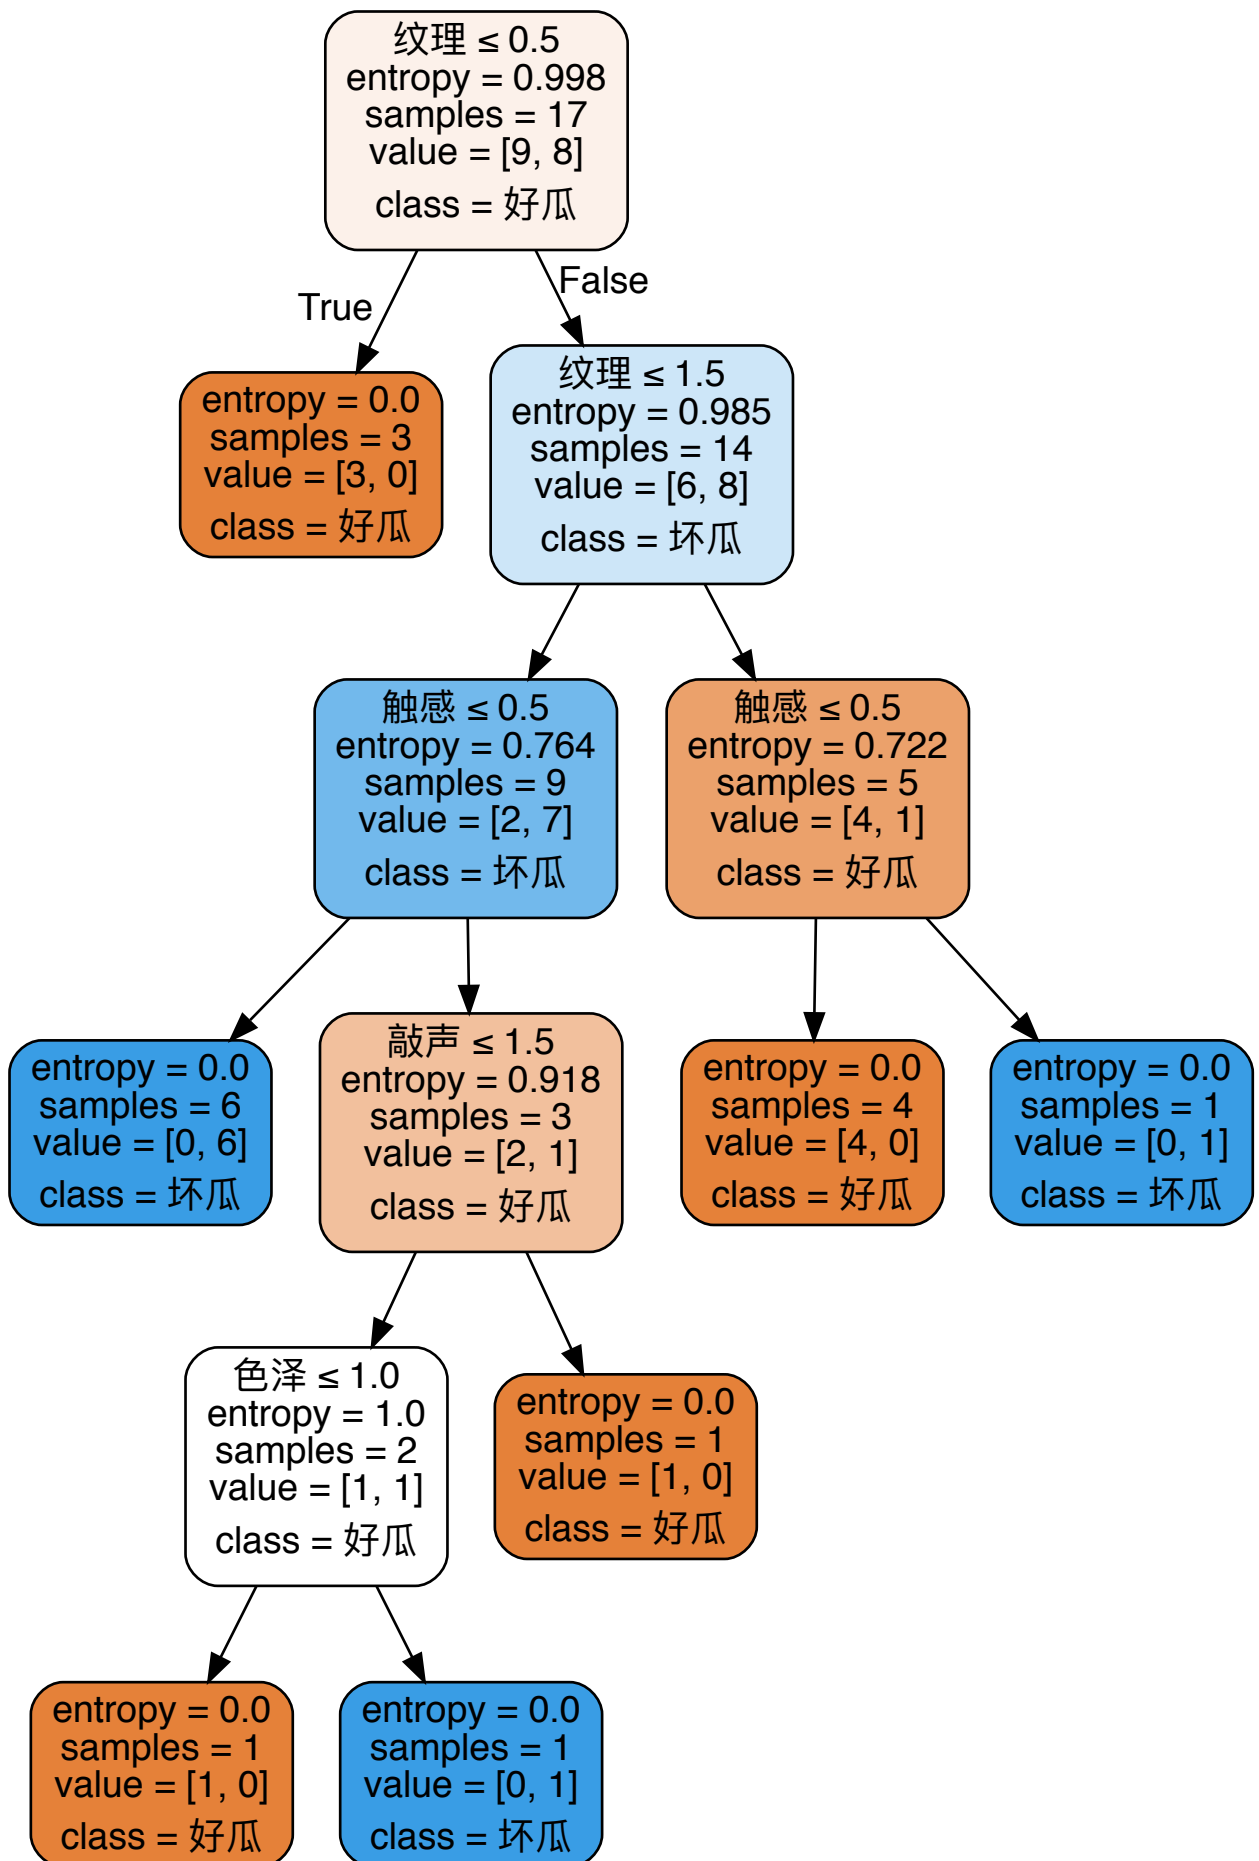 纹理 ≤ 0.5
entropy = 0.998
samples = 17
value = [9, 8]
class = 好瓜
True
False
entropy = 0.0
samples = 3
value = [3, 0]
class = 好瓜
纹理 ≤ 1.5
entropy = 0.985
samples = 14
value = [6, 8]
class = 坏瓜
触感 ≤ 0.5
entropy = 0.764
samples = 9
value = [2, 7]
class = 坏瓜
触感 ≤ 0.5
entropy = 0.722
samples = 5
value = [4, 1]
class = 好瓜
entropy = 0.0
samples = 6
value = [0, 6]
class = 坏瓜
敲声 ≤ 1.5
entropy = 0.918
samples = 3
value = [2, 1]
class = 好瓜
entropy = 0.0
samples = 4
value = [4, 0]
class = 好瓜
entropy = 0.0
samples = 1
value = [0, 1]
class = 坏瓜
色泽 ≤ 1.0
entropy = 1.0
samples = 2
value = [1, 1]
class = 好瓜
entropy = 0.0
samples = 1
value = [1, 0]
class = 好瓜
entropy = 0.0
samples = 1
value = [1, 0]
class = 好瓜
entropy = 0.0
samples = 1
value = [0, 1]
class = 坏瓜